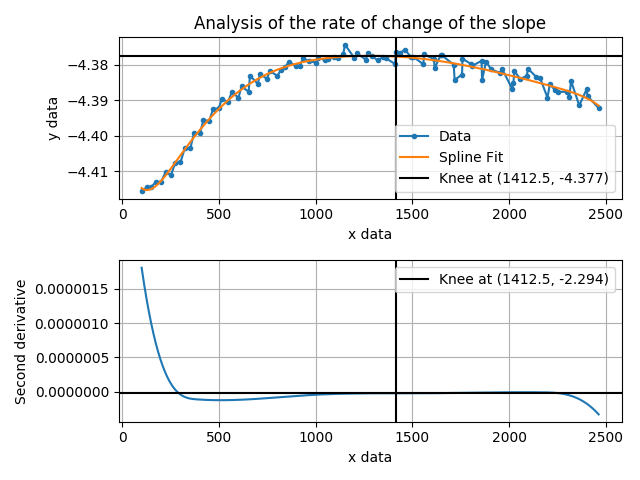 Analysis of the rate of change of the slope
−4.38
−4.39
−4.40
−4.41
y data
Data
Spline Fit
Knee at (1412.5, -4.377)
0 500 1000 1500 2000 2500
x data
0.0000015
0.0000010
0.0000005
0.0000000
Second derivative
Knee at (1412.5, -2.294)
0 500 1000 1500 2000 2500
x data